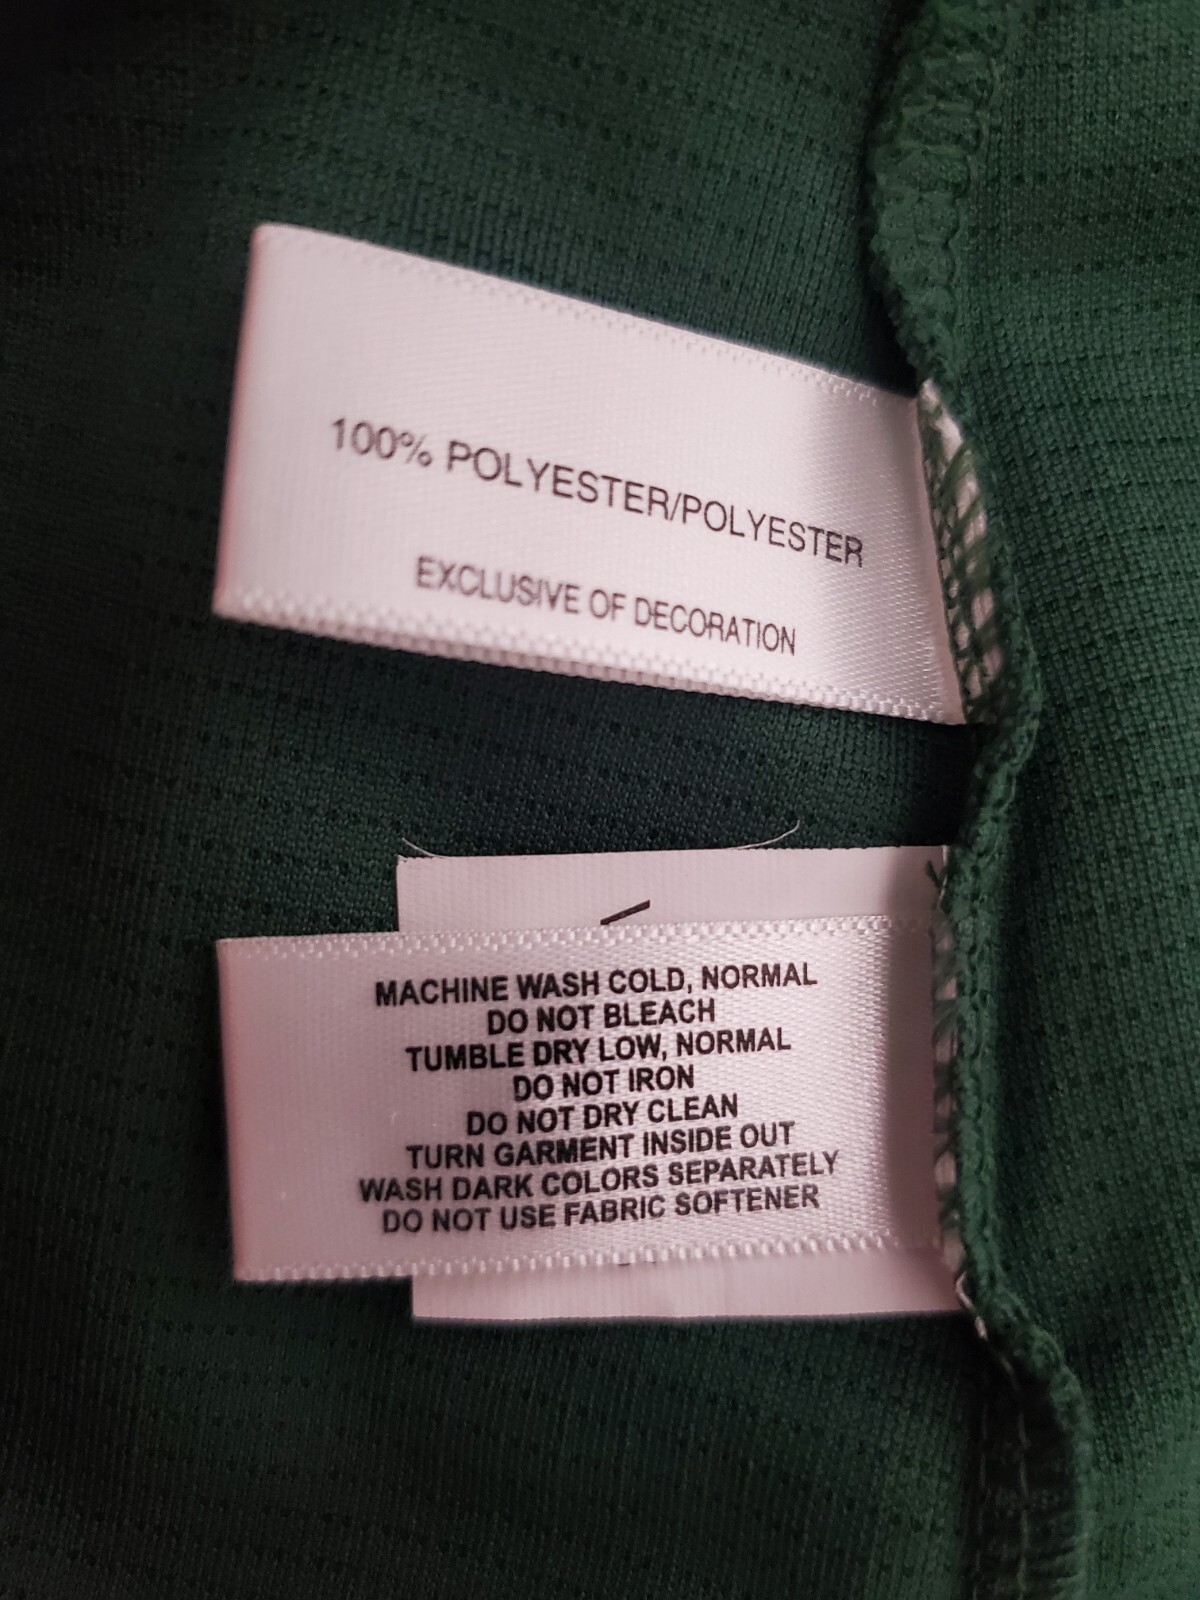 100% POLYESTER/POLYESTER
EXCLUSIVE OF DECORATION
MACHINE WASH COLD, NORMAL
DO NOT BLEACH
TUMBLE DRY LOW, NORMAL
DO NOT IRON
DO NOT DRY CLEAN
TURN GARMENT INSIDE OUT
WASH DARK COLORS SEPARATELY
DO NOT USE FABRIC SOFTENER